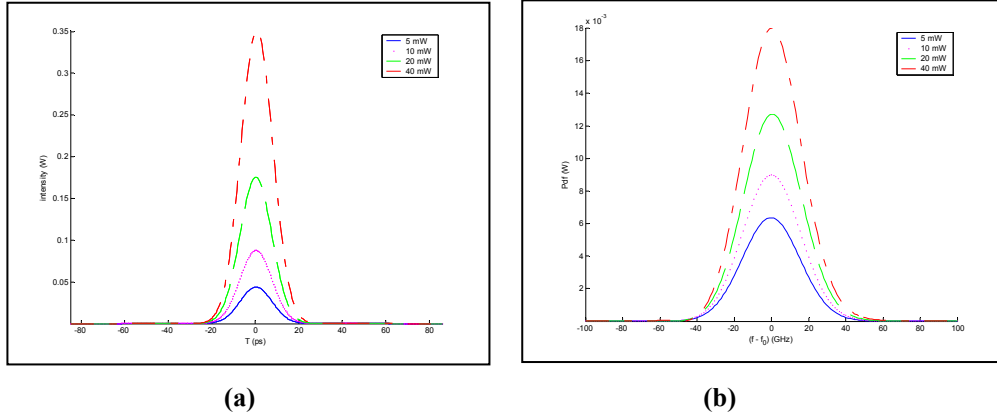 0.35
0.3
0.25
0.2
0.15
0.1
0.05
intensity (W)
-80 -60 -40 -20 0 20 40 60 80
T (ps)
5 mW
10 mW
20 mW
40 mW
x 10⁻³
18
16
14
12
10
8
6
4
2
Pdf (W)
-100 -80 -60 -40 -20 0 20 40 60 80 100
(f - f₀) (GHz)
5 mW
10 mW
20 mW
40 mW
(a) (b)